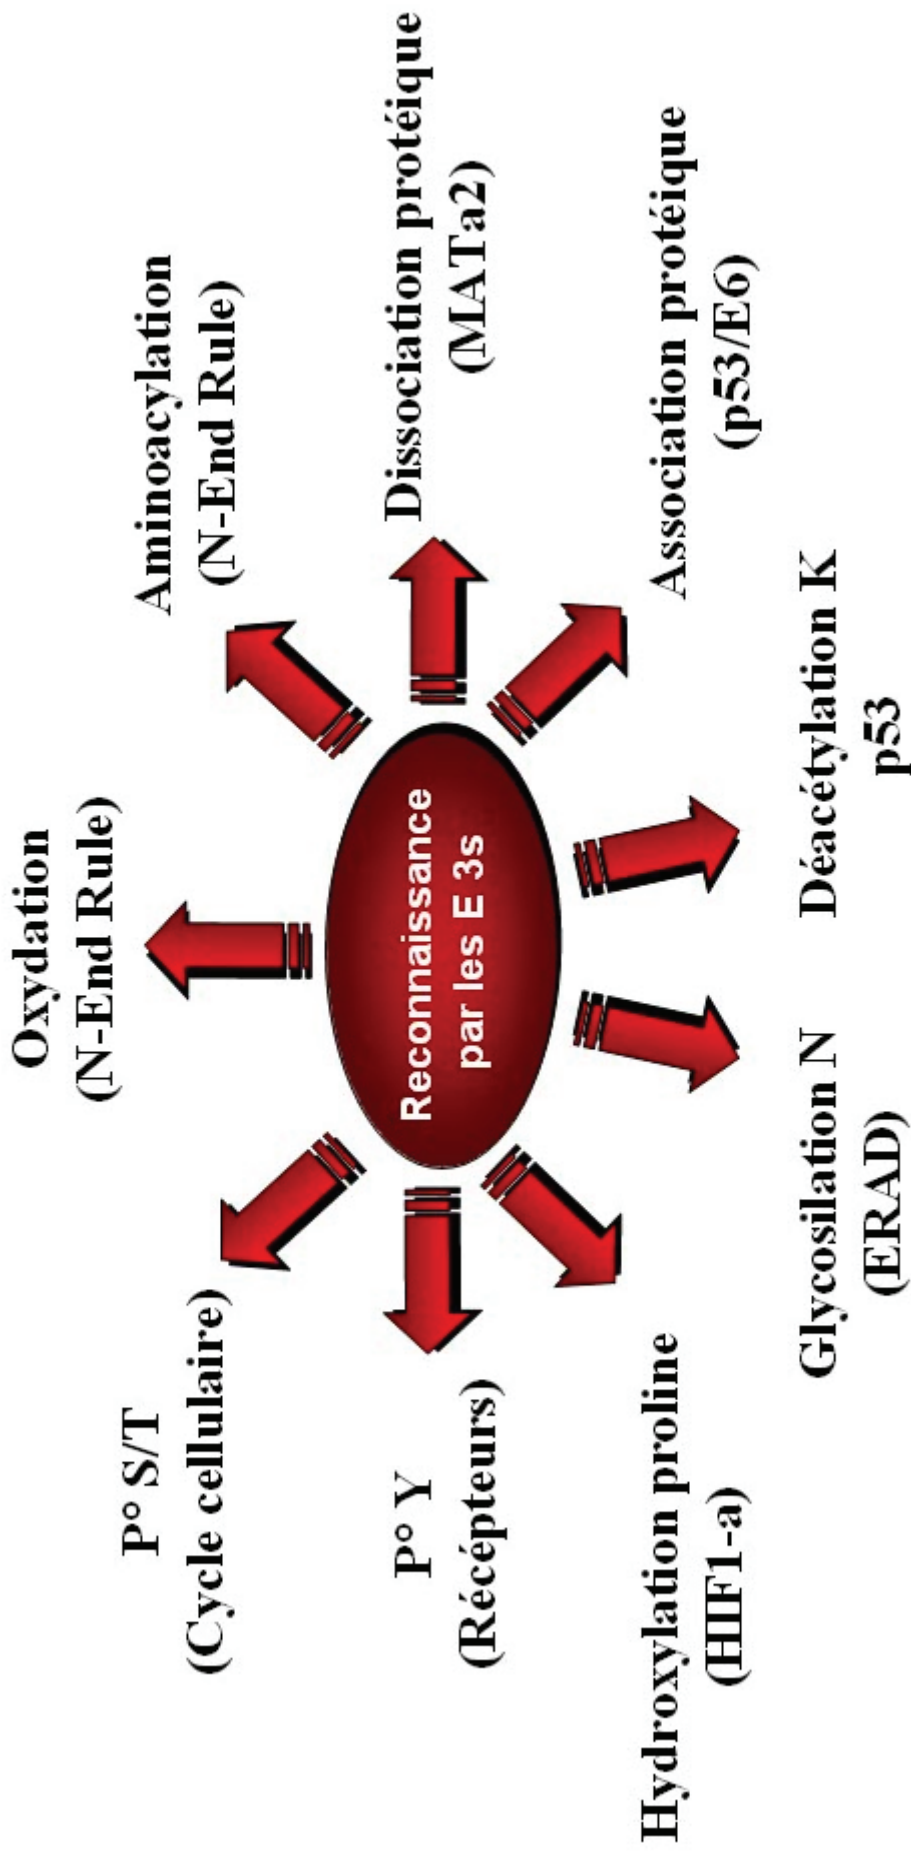 Oxydation
(N-End Rule)
Aminoacylation
(N-End Rule)
Dissociation protéique
(MATa2)
Association protéique
(p53/E6)
Déacétylation K
p53
Glycosilation N
(ERAD)
Hydroxylation proline
(HIF1-a)
P° Y
(Récépteurs)
P° S/T
(Cycle cellulaire)
Reconnaissance
par les E 3s